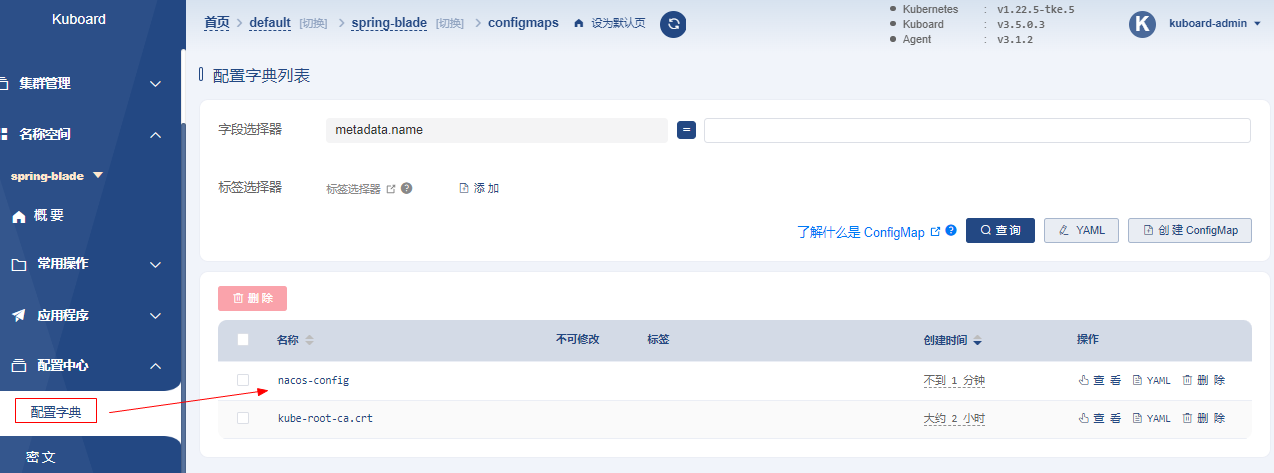 Kuboard
首页 > default [切换] > spring-blade [切换] > configmaps 设为默认页
Kubernetes : v1.22.5-tke.5
Kuboard : v3.5.0.3
Agent : v3.1.2
K kuboard-admin
集群管理
名称空间
spring-blade
概要
常用操作
应用程序
配置中心
配置字典
密文
配置字典列表
字段选择器 metadata.name =
标签选择器 标签选择器 ? 添加
了解什么是 ConfigMap ? 查询 YAML 创建 ConfigMap
删除
名称 不可修改 标签 创建时间 操作
nacos-config 不到 1 分钟 查看 YAML 删除
kube-root-ca.crt 大约 2 小时 查看 YAML 删除